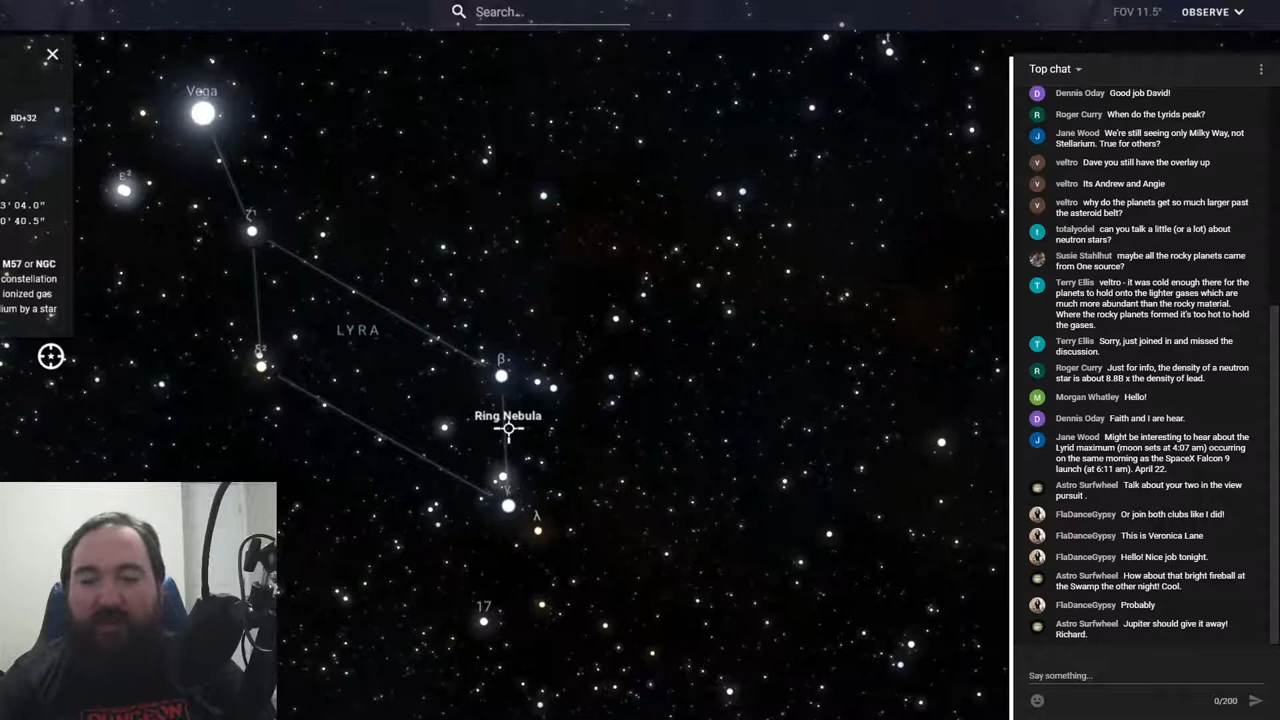 Search...
FOV 11.5°
OBSERVE
Vega
BD+32
ε²
ζ¹
3'04.0"
0'40.5"
M57 or NGC
constellation
ionized gas
ium by a star
LYRA
δ²
β
Ring Nebula
γ
λ
17
t
DUNGEON
Top chat
D Dennis Oday Good job David!
R Roger Curry When do the Lyrids peak?
J Jane Wood We're still seeing only Milky Way, not
Stellarium. True for others?
v veltro Dave you still have the overlay up
v veltro Its Andrew and Angie
v veltro why do the planets get so much larger past
the asteroid belt?
t totalyodel can you talk a little (or a lot) about
neutron stars?
Susie Stahlhut maybe all the rocky planets came
from One source?
T Terry Ellis veltro - it was cold enough there for the
planets to hold onto the lighter gases which are
much more abundant than the rocky material.
Where the rocky planets formed it's too hot to hold
the gases.
T Terry Ellis Sorry, just joined in and missed the
discussion.
R Roger Curry Just for info, the density of a neutron
star is about 8.8B x the density of lead.
M Morgan Whatley Hello!
D Dennis Oday Faith and I are hear.
J Jane Wood Might be interesting to hear about the
Lyrid maximum (moon sets at 4:07 am) occurring
on the same morning as the SpaceX Falcon 9
launch (at 6:11 am). April 22.
Astro Surfwheel Talk about your two in the view
pursuit .
FlaDanceGypsy Or join both clubs like I did!
FlaDanceGypsy This is Veronica Lane
FlaDanceGypsy Hello! Nice job tonight.
Astro Surfwheel How about that bright fireball at
the Swamp the other night! Cool.
FlaDanceGypsy Probably
Astro Surfwheel Jupiter should give it away!
Richard.
Say something...
0/200